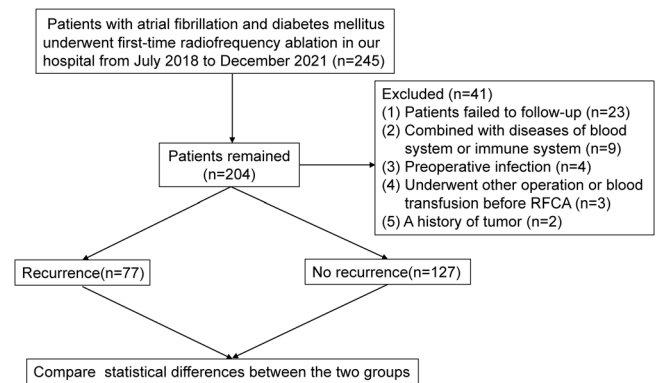 Patients with atrial fibrillation and diabetes mellitus
underwent first-time radiofrequency ablation in our
hospital from July 2018 to December 2021 (n=245)
Excluded (n=41)
(1) Patients failed to follow-up (n=23)
(2) Combined with diseases of blood
system or immune system (n=9)
(3) Preoperative infection (n=4)
(4) Underwent other operation or blood
transfusion before RFCA (n=3)
(5) A history of tumor (n=2)
Patients remained
(n=204)
Recurrence(n=77)
No recurrence(n=127)
Compare statistical differences between the two groups